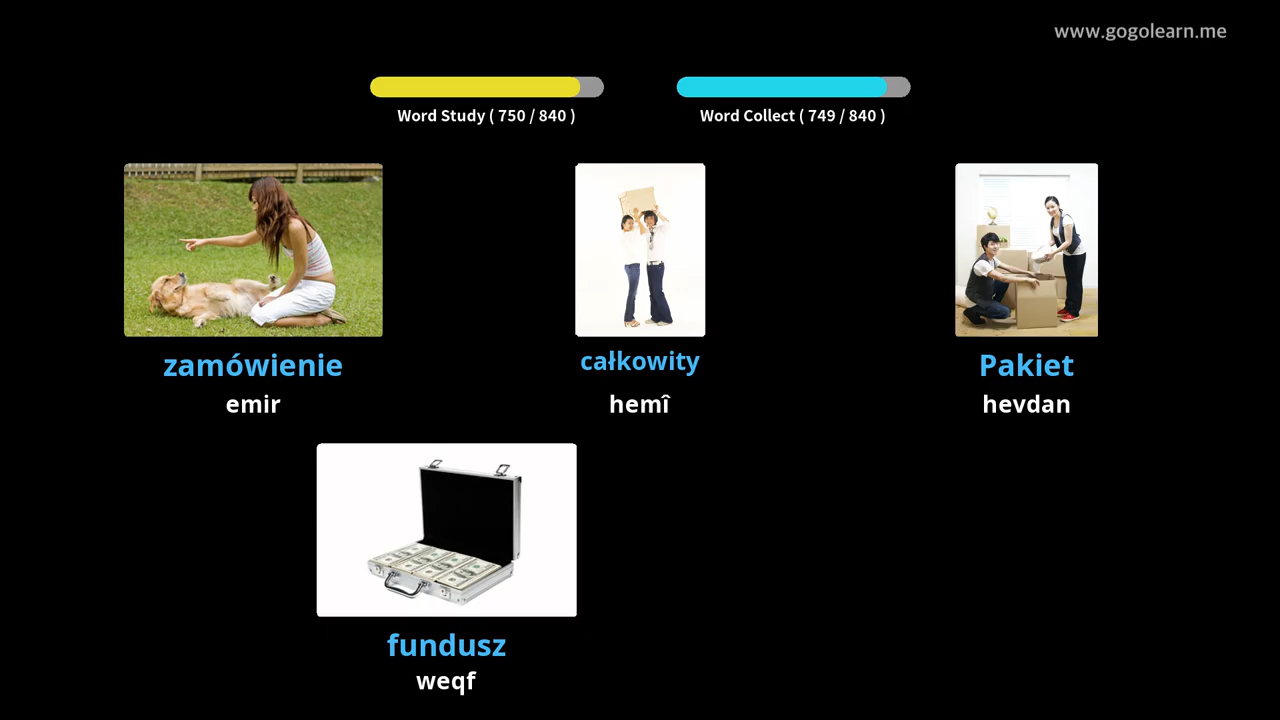 www.gogolearn.me
Word Study ( 750 / 840 )
Word Collect ( 749 / 840 )
zamówienie
całkowity
Pakiet
emir
hemî
hevdan
fundusz
weqf